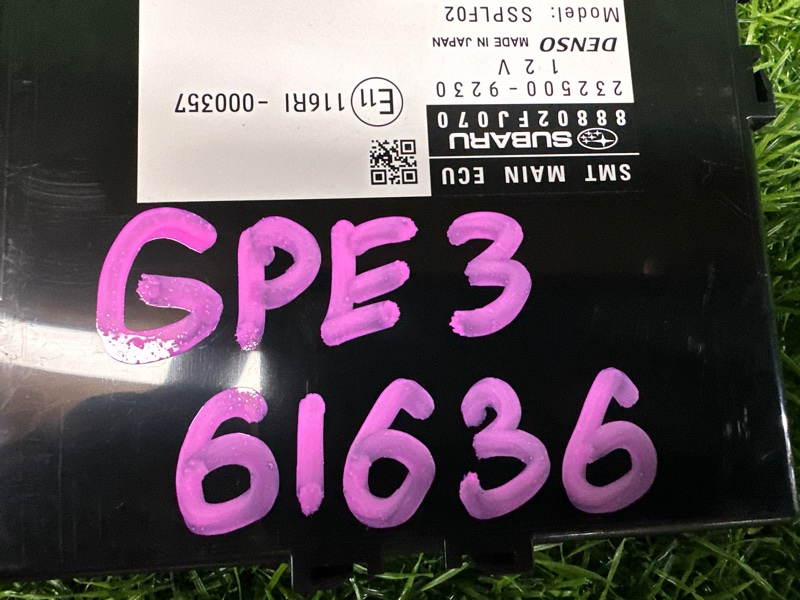 SMT MAIN ECU
SUBARU
88802FJ070
232500-9230
12V
DENSO MADE IN JAPAN
Model: SSPLF02
E11 116RI-000357
GPE3
61636